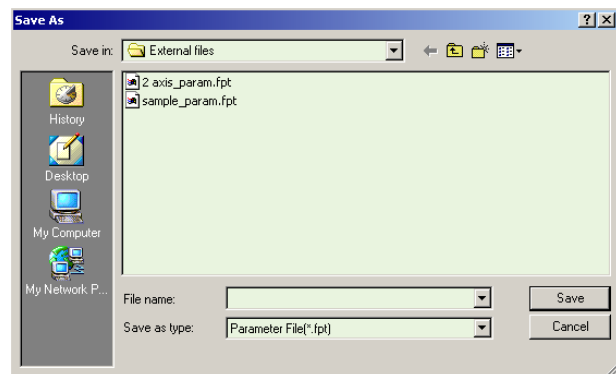 Save As
Save in: External files
2 axis_param.fpt
sample_param.fpt
History
Desktop
My Computer
My Network P...
File name:
Save
Save as type: Parameter File(*.fpt)
Cancel